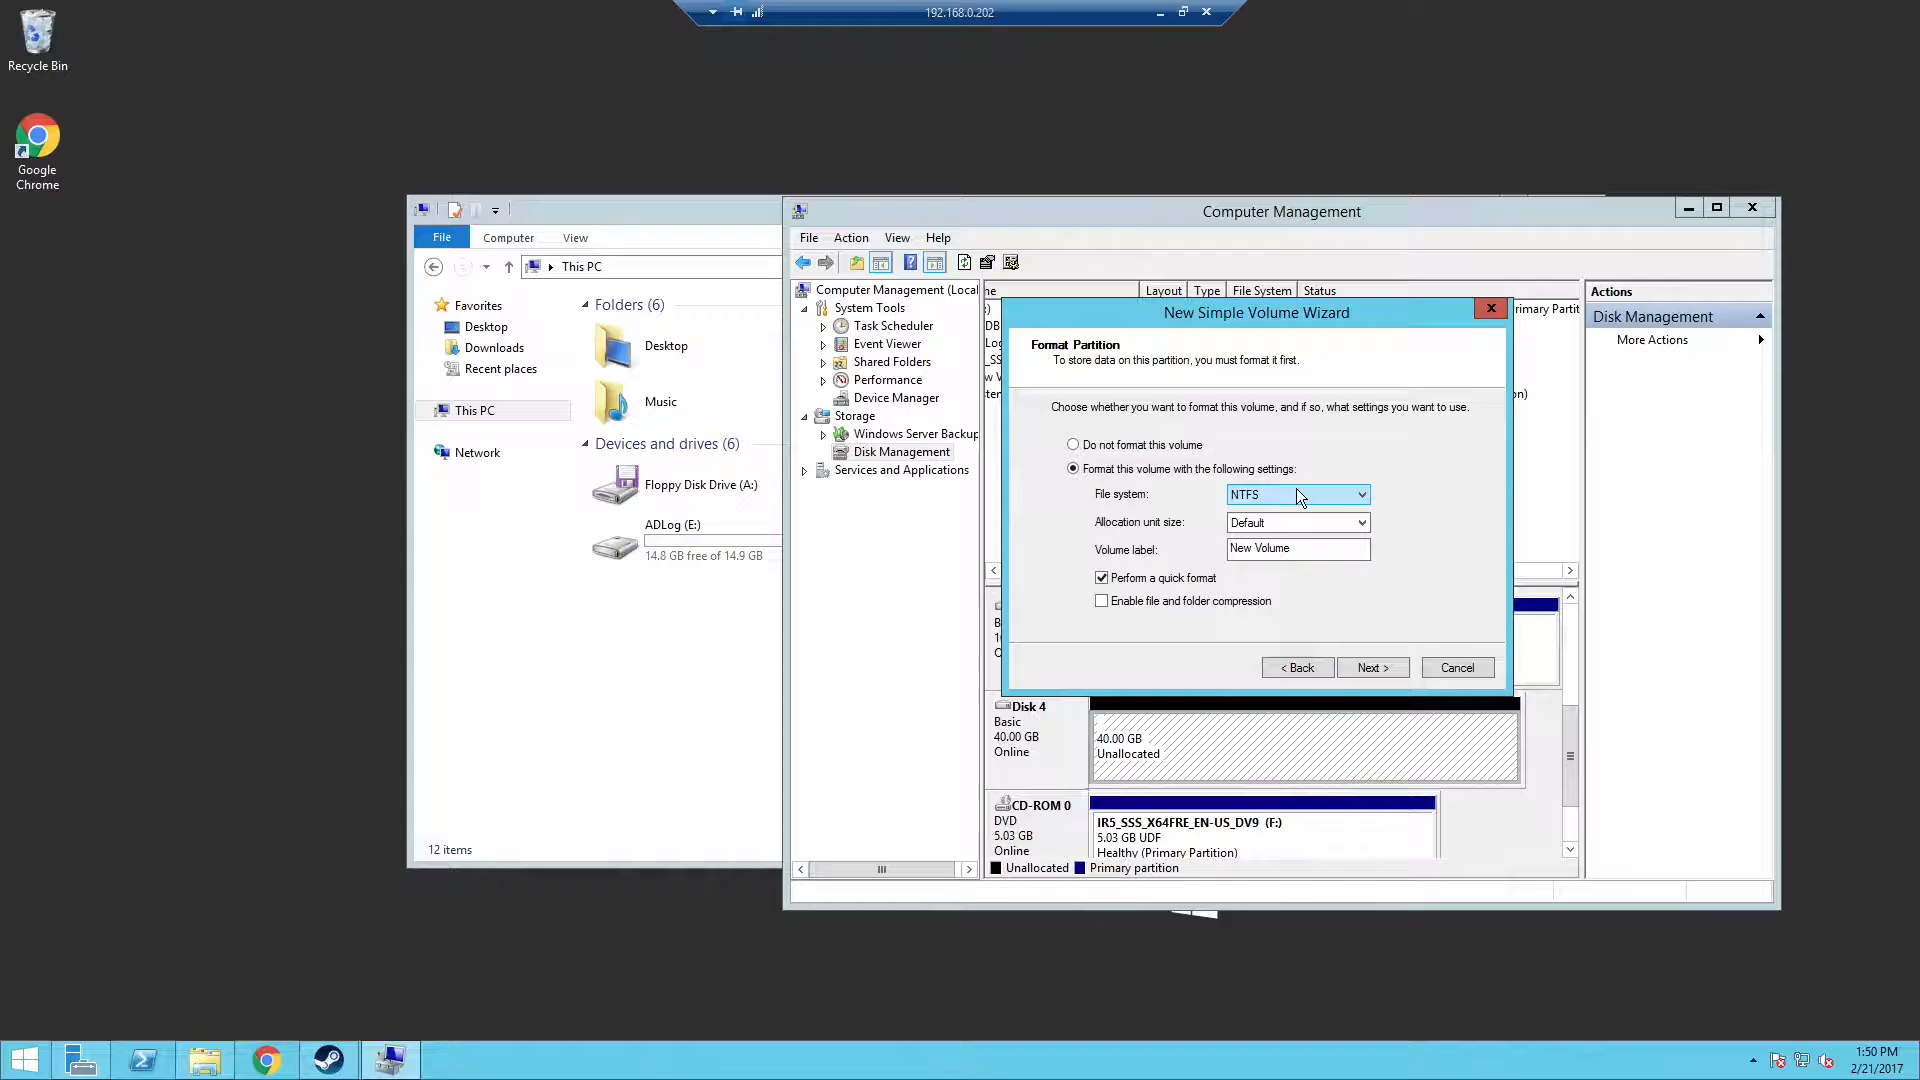 192.168.0.202
Recycle Bin
Google
Chrome
File
Computer
View
This PC
Favorites
Desktop
Downloads
Recent places
This PC
Network
Folders (6)
Desktop
Music
Devices and drives (6)
Floppy Disk Drive (A:)
ADLog (E:)
14.8 GB free of 14.9 GB
12 items
Computer Management
File
Action
View
Help
Computer Management (Local
System Tools
Task Scheduler
Event Viewer
Shared Folders
Performance
Device Manager
Storage
Windows Server Backup
Disk Management
Services and Applications
Layout
Type
File System
Status
Actions
Disk Management
More Actions
New Simple Volume Wizard
Format Partition
To store data on this partition, you must format it first.
Choose whether you want to format this volume, and if so, what settings you want to use.
Do not format this volume
Format this volume with the following settings:
File system:
NTFS
Allocation unit size:
Default
Volume label:
New Volume
Perform a quick format
Enable file and folder compression
< Back
Next >
Cancel
Disk 4
Basic
40.00 GB
Online
40.00 GB
Unallocated
CD-ROM 0
DVD
5.03 GB
Online
IR5_SSS_X64FRE_EN-US_DV9 (F:)
5.03 GB UDF
Healthy (Primary Partition)
Unallocated
Primary partition
1:50 PM
2/21/2017